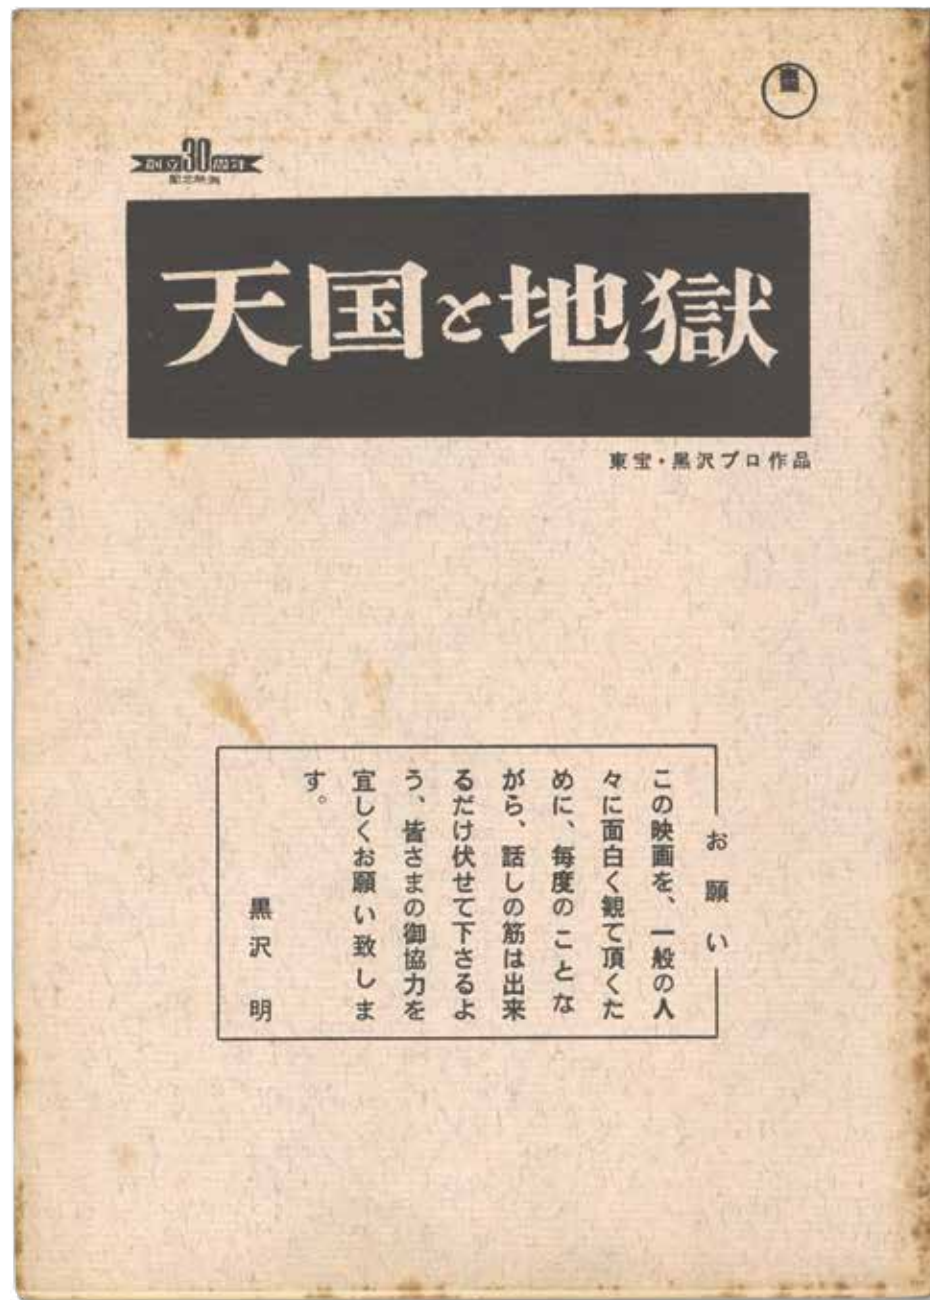 創立30周年
記念映画
天国と地獄
東宝・黒沢プロ作品
お願い
この映画を、一般の人
々に面白く観て頂くた
めに、毎度のことな
がら、話しの筋は出来
るだけ伏せて下さるよ
う、皆さまの御協力を
宜しくお願い致しま
す。
黒沢 明